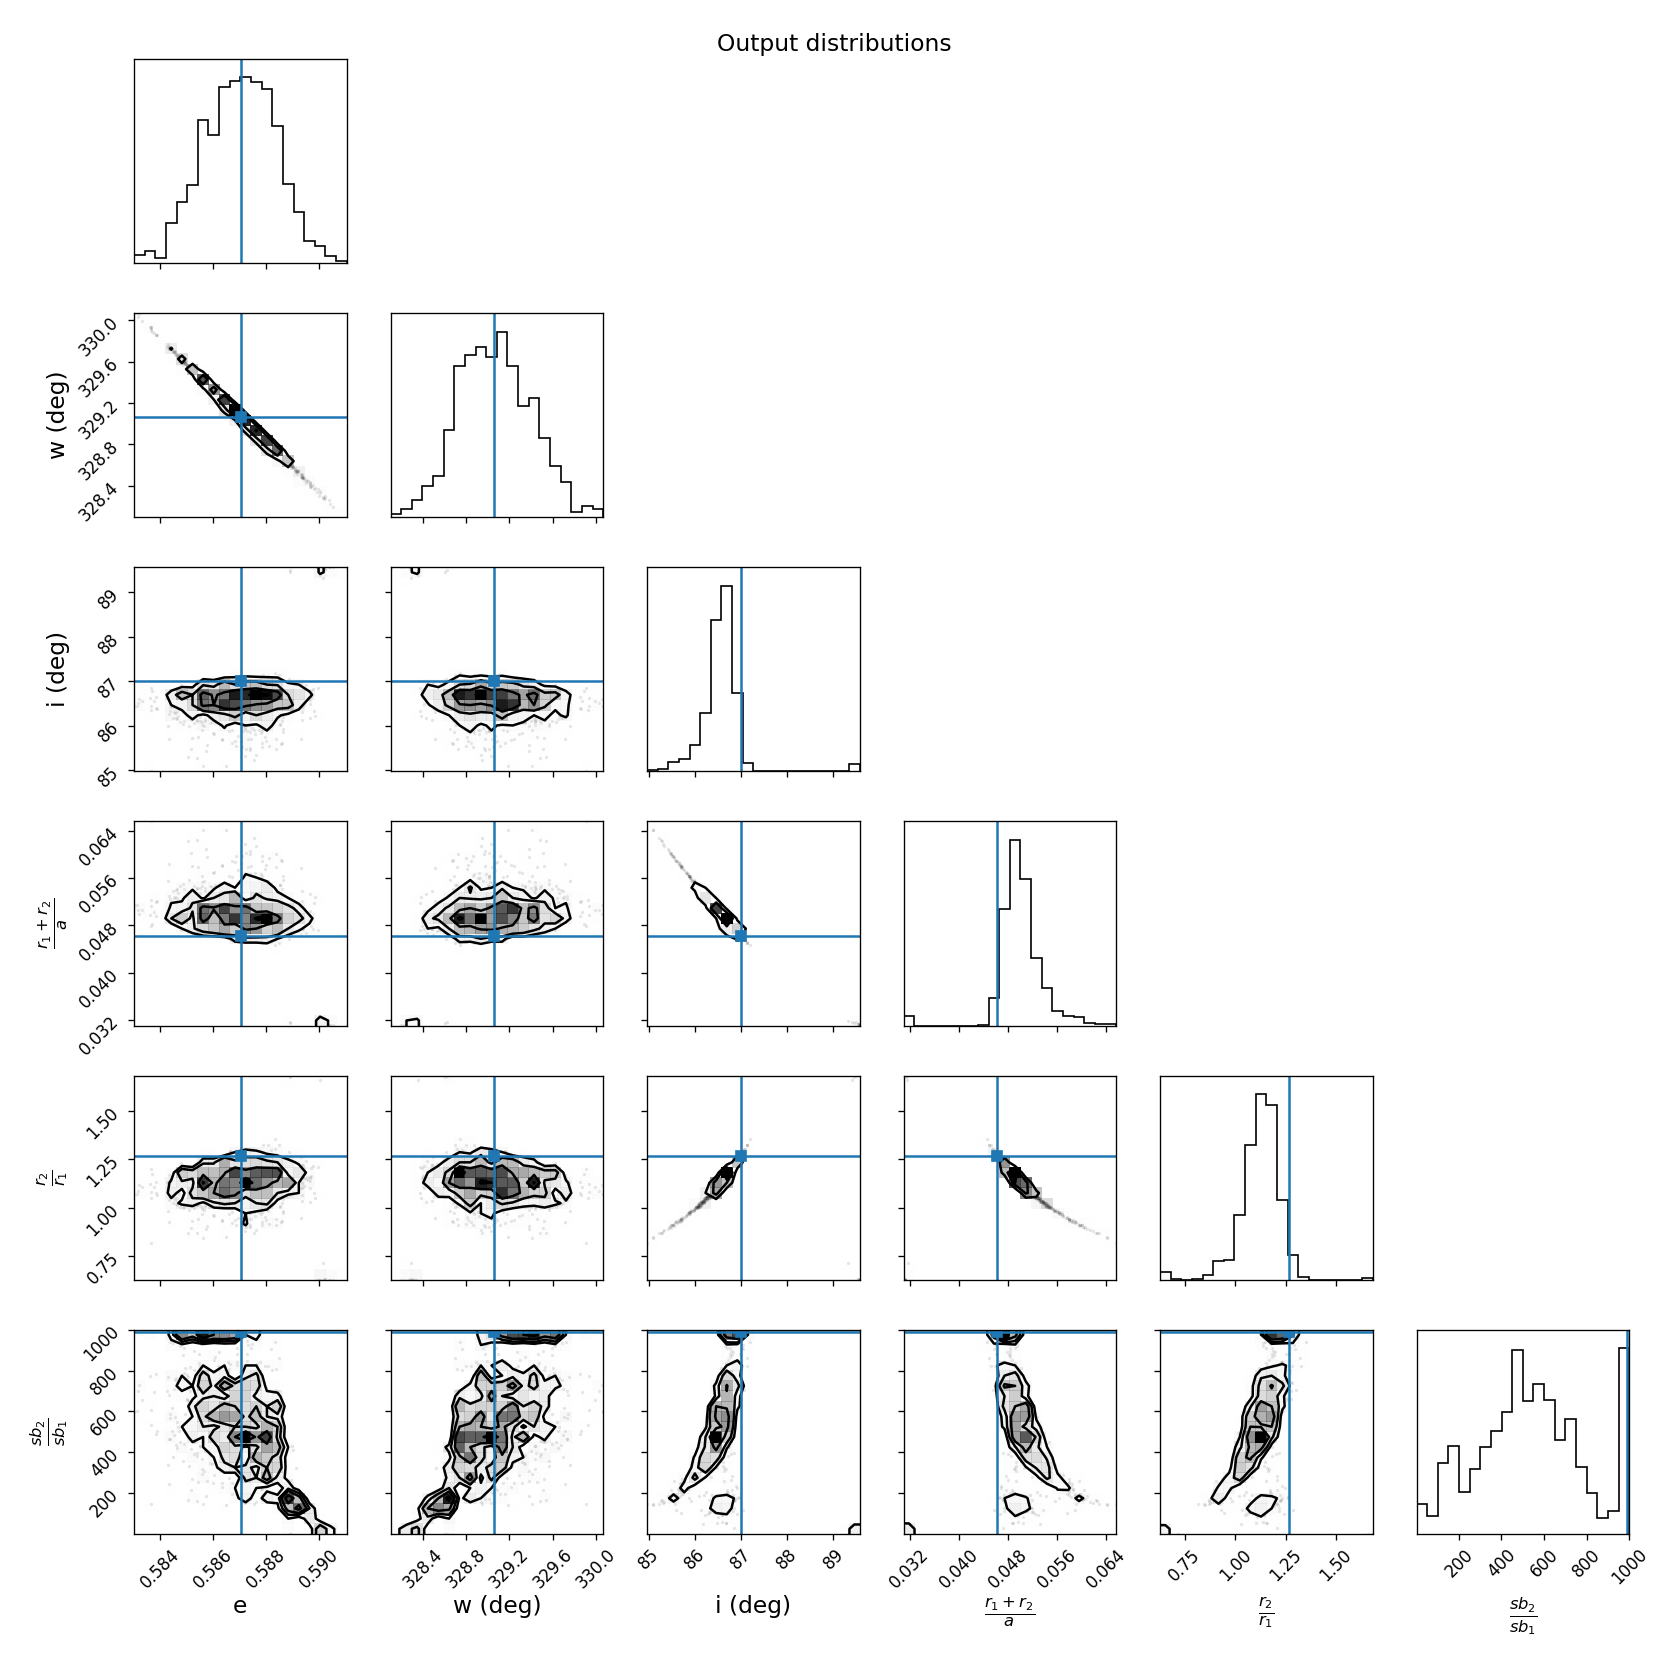 Output distributions
330.0
329.6
329.2
328.8
328.4
w (deg)
89
88
87
86
85
i (deg)
0.064
0.056
0.048
0.040
0.032
r₁ + r₂
a
1.50
1.25
1.00
0.75
r₂
r₁
1000
800
600
400
200
sb₂
sb₁
0.584 0.586 0.588 0.590
328.4 328.8 329.2 329.6 330.0
85 86 87 88 89
0.032 0.040 0.048 0.056 0.064
0.75 1.00 1.25 1.50
200 400 600 800 1000
e
w (deg)
i (deg)
r₁ + r₂
a
r₂
r₁
sb₂
sb₁